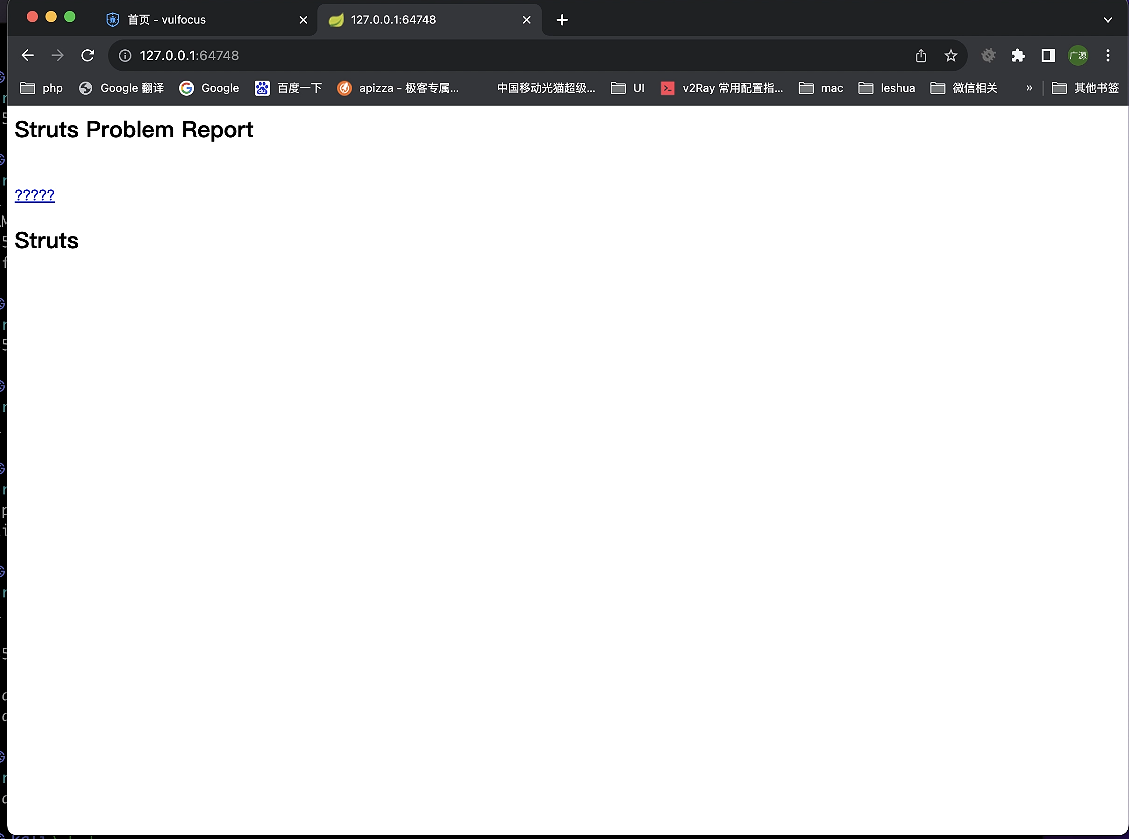 首页 - vulfocus
127.0.0.1:64748
127.0.0.1:64748
php Google 翻译 Google 百度一下 apizza - 极客专属... 中国移动光猫超级... UI v2Ray 常用配置指... mac leshua 微信相关 » 其他书签
Struts Problem Report
?????
Struts